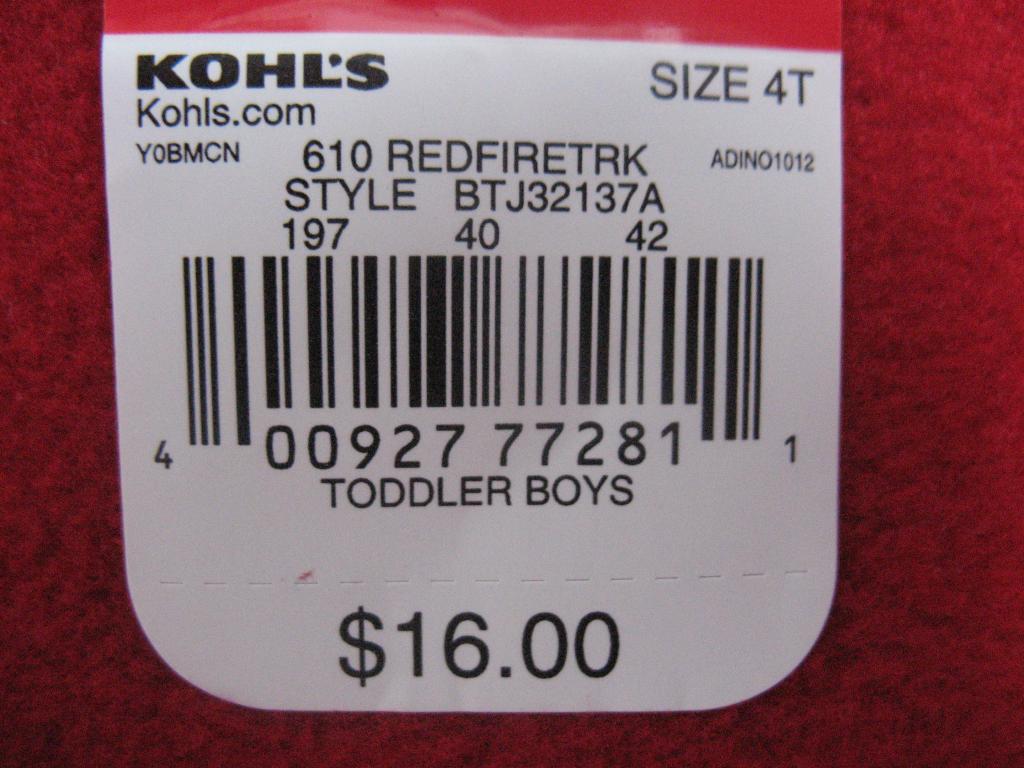 KOHL'S
SIZE 4T
Kohls.com
Y0BMCN 610 REDFIRETRK ADINO1012
STYLE BTJ32137A
197 40 42
4 00927 77281 1
TODDLER BOYS
$16.00